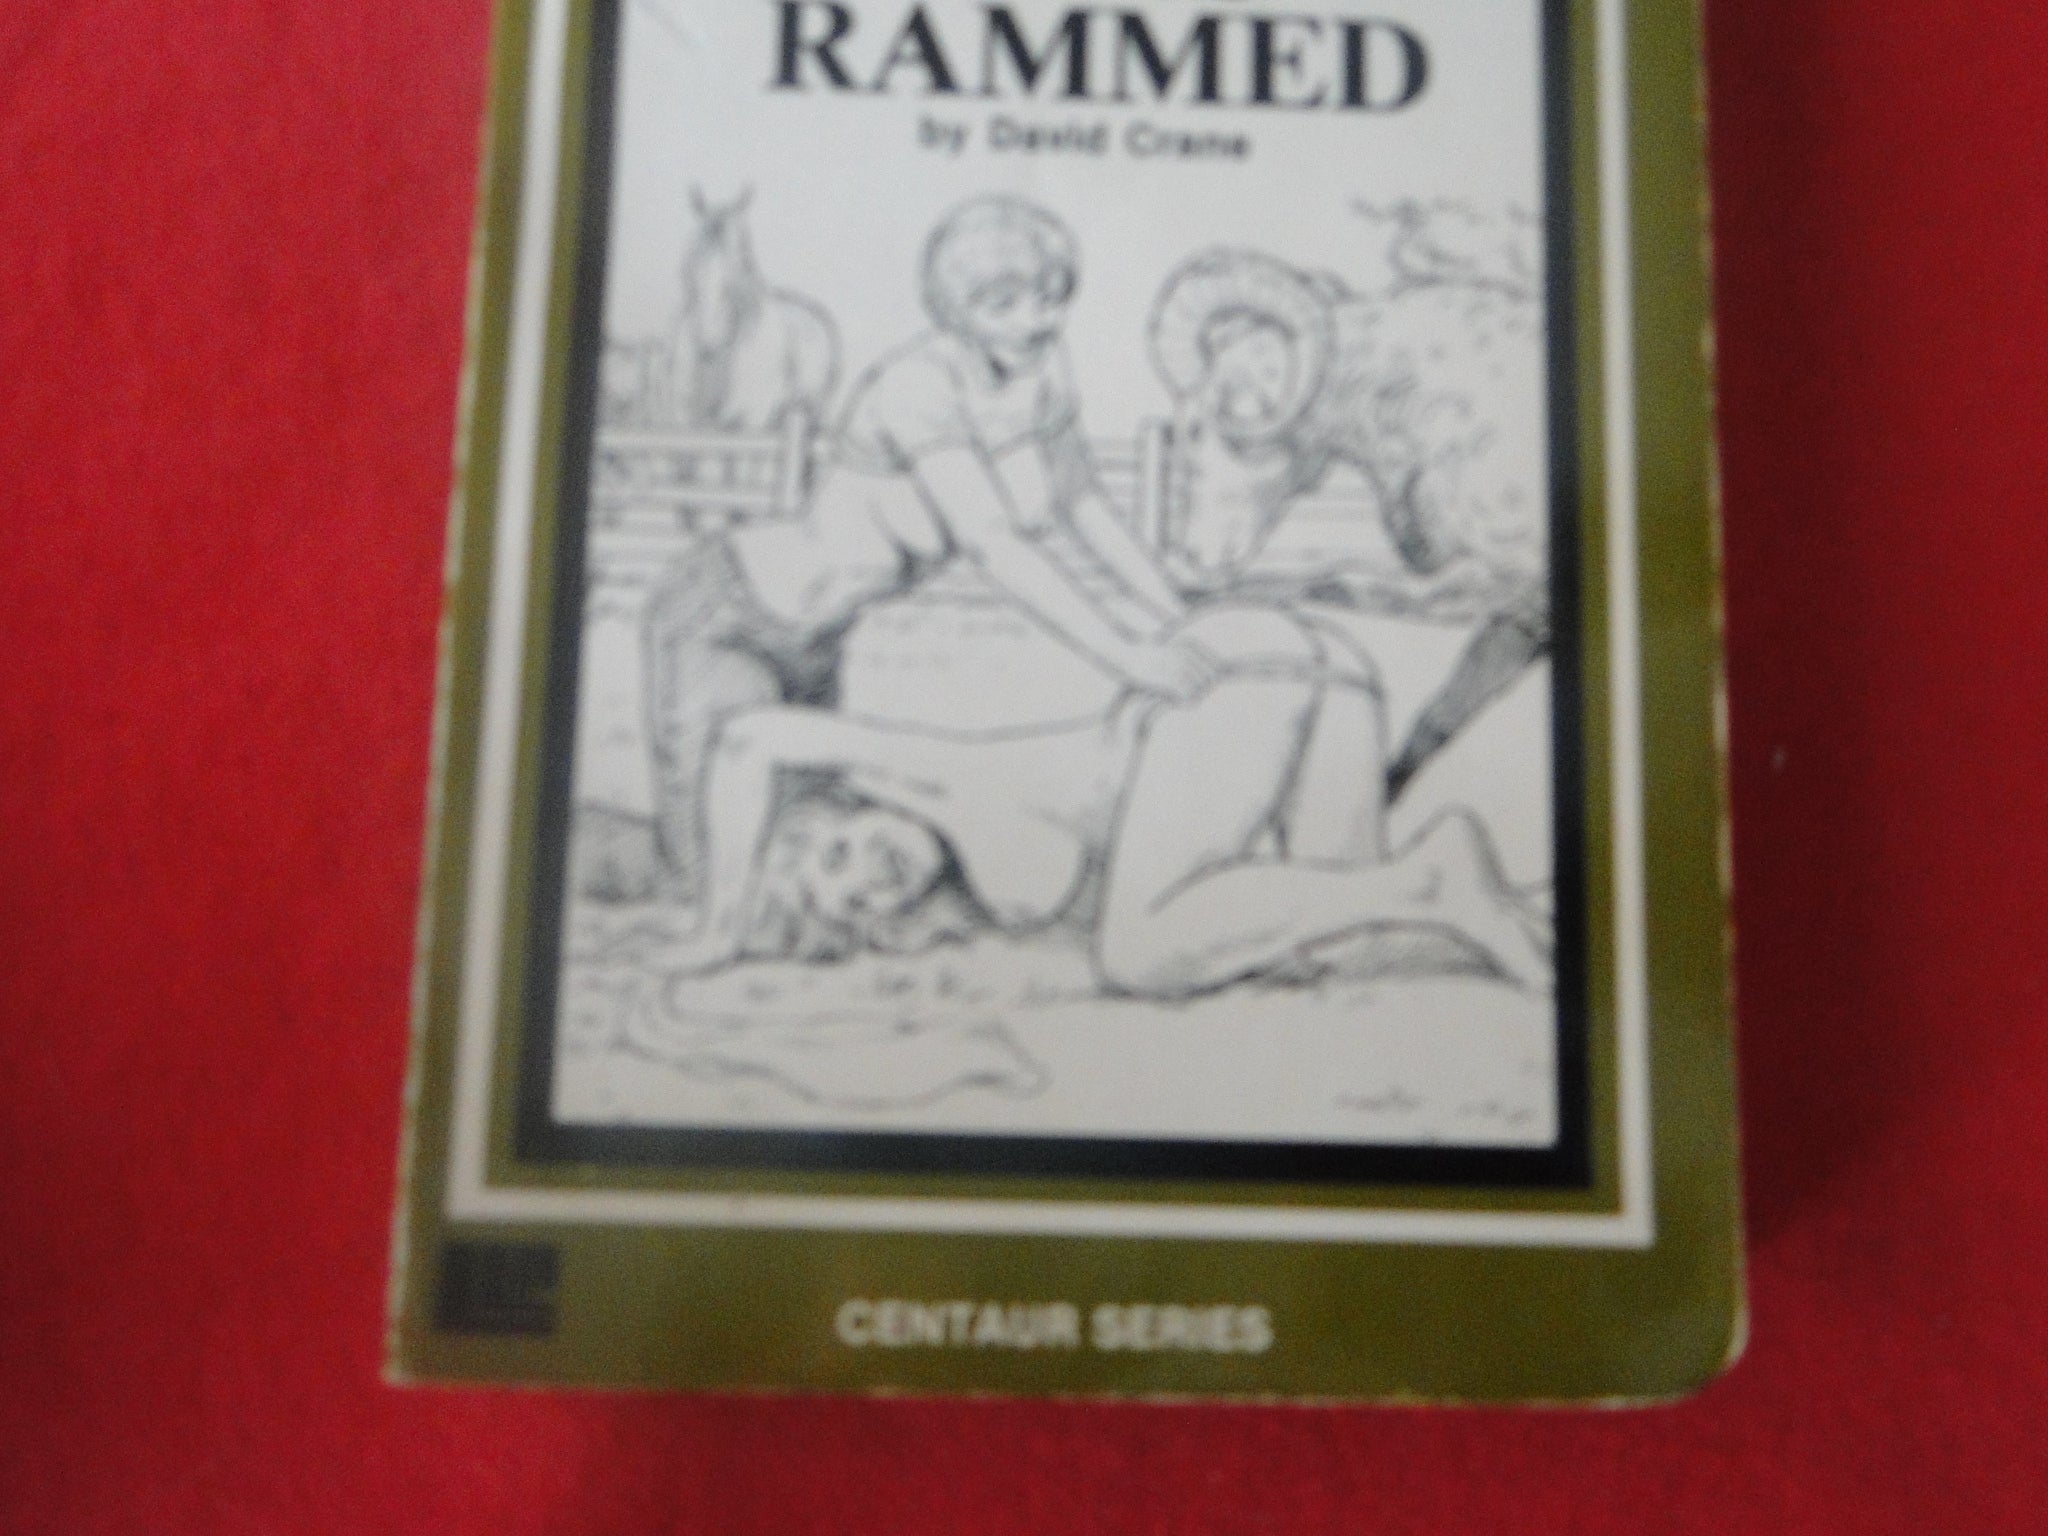 RAMMED
by David Crane
CENTAUR SERIES